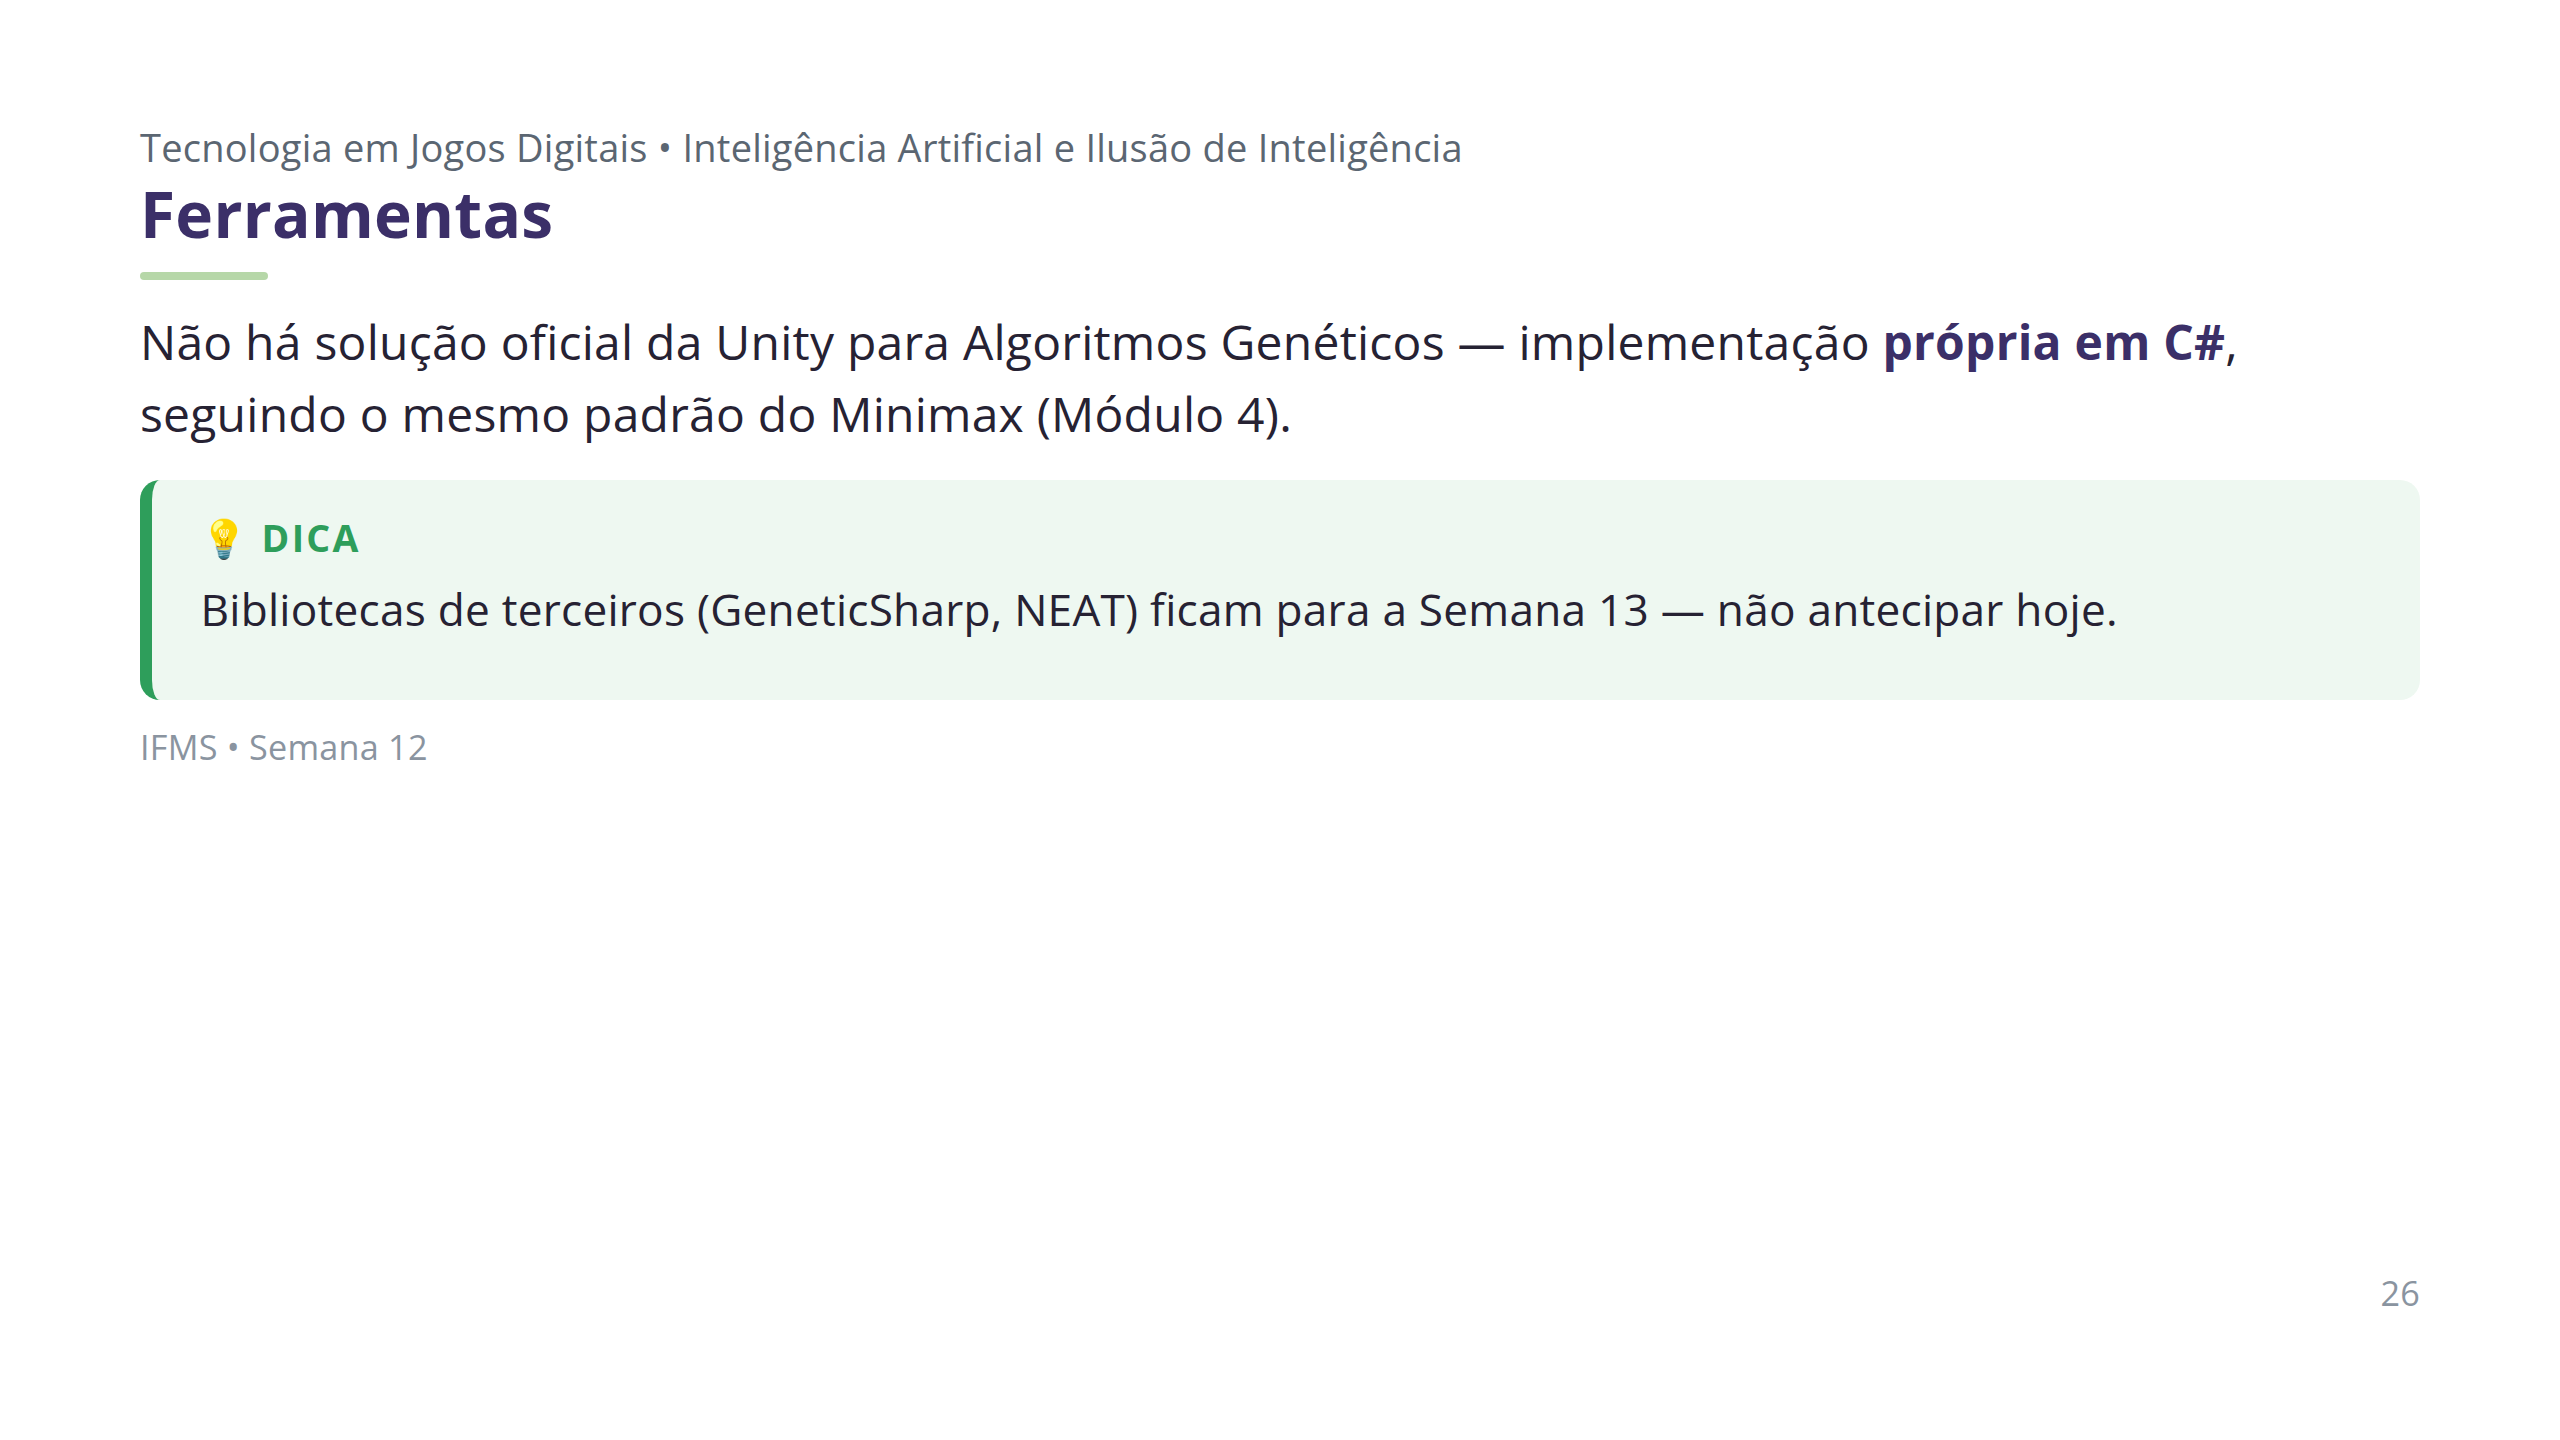 Tecnologia em Jogos Digitais • Inteligência Artificial e Ilusão de Inteligência
Ferramentas
Não há solução oficial da Unity para Algoritmos Genéticos — implementação própria em C#,
seguindo o mesmo padrão do Minimax (Módulo 4).
💡 DICA
Bibliotecas de terceiros (GeneticSharp, NEAT) ficam para a Semana 13 — não antecipar hoje.
IFMS • Semana 12
26